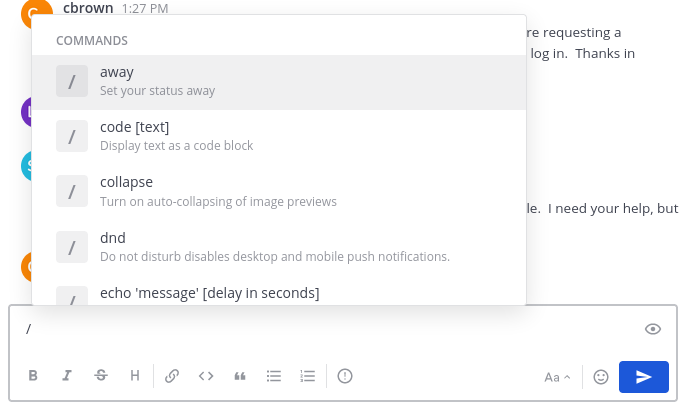 cbrown 1:27 PM
re requesting a
log in. Thanks in
COMMANDS
/ away
Set your status away
/ code [text]
Display text as a code block
/ collapse
Turn on auto-collapsing of image previews
le. I need your help, but
/ dnd
Do not disturb disables desktop and mobile push notifications.
/ echo 'message' [delay in seconds]
/
B I S H Aa